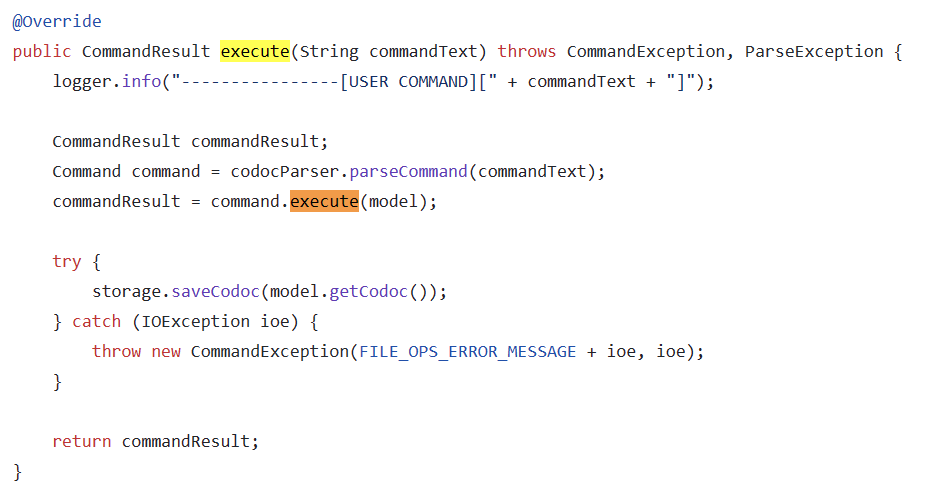 @Override
public CommandResult execute(String commandText) throws CommandException, ParseException {
    logger.info("----------------[USER COMMAND][" + commandText + "]");

    CommandResult commandResult;
    Command command = codocParser.parseCommand(commandText);
    commandResult = command.execute(model);

    try {
        storage.saveCodoc(model.getCodoc());
    } catch (IOException ioe) {
        throw new CommandException(FILE_OPS_ERROR_MESSAGE + ioe, ioe);
    }

    return commandResult;
}